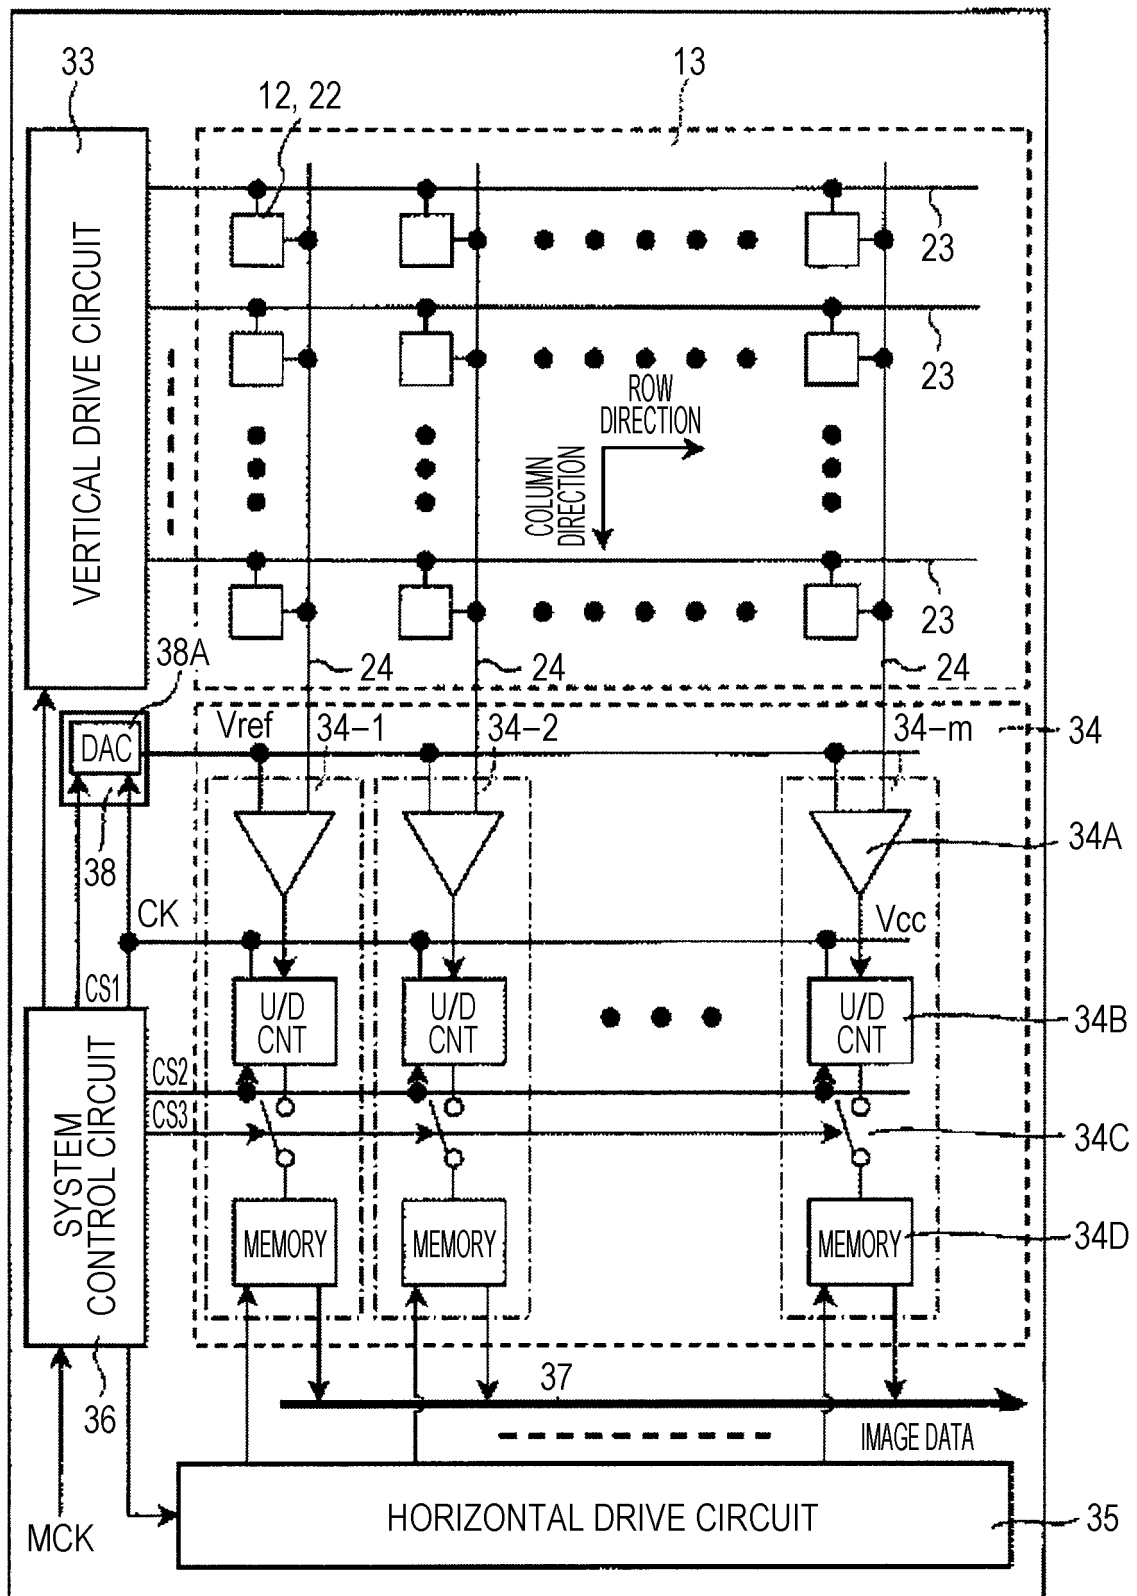 33
12, 22
13
VERTICAL DRIVE CIRCUIT
23
23
ROW
DIRECTION
COLUMN
DIRECTION
23
38A
24
24
24
Vref
34-1
34-2
34-m
34
DAC
38
34A
CK
Vcc
CS1
U/D
CNT
U/D
CNT
U/D
CNT
34B
CS2
CS3
34C
SYSTEM
CONTROL CIRCUIT
MEMORY
MEMORY
MEMORY
34D
36
37
IMAGE DATA
MCK
HORIZONTAL DRIVE CIRCUIT
35